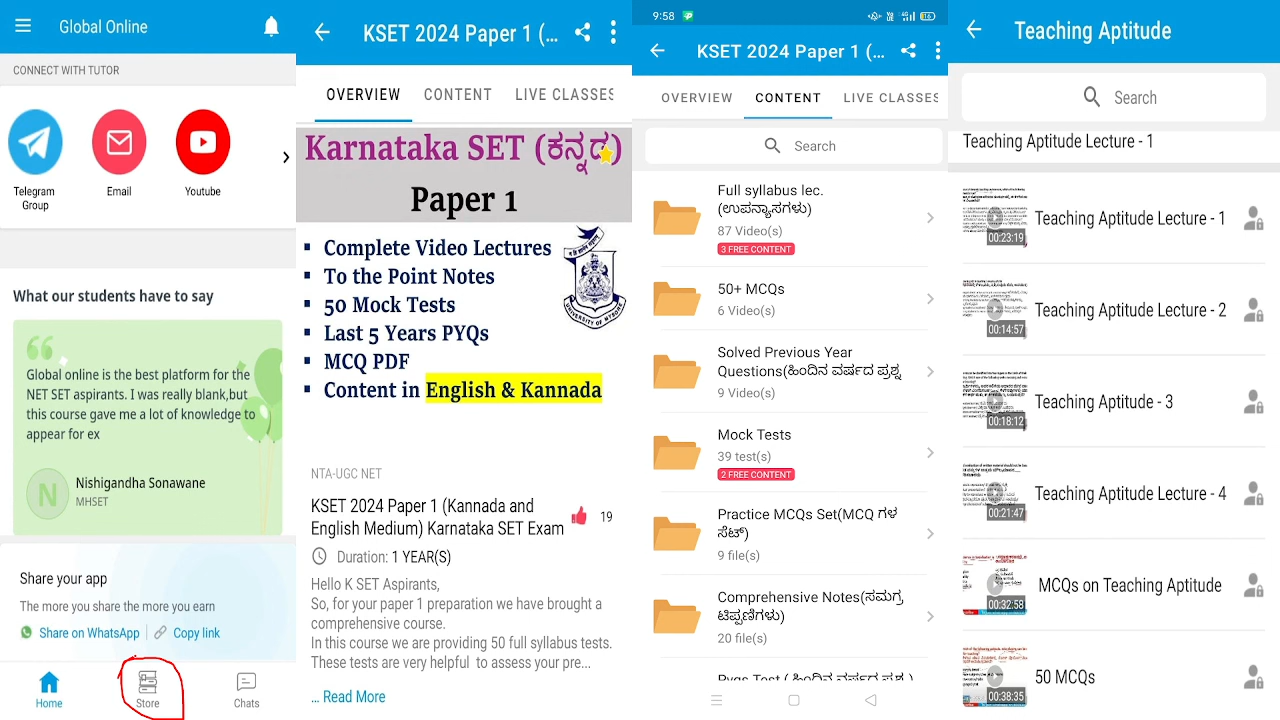 Global Online
CONNECT WITH TUTOR
Telegram
Group
Email
Youtube
What our students have to say
Global online is the best platform for the
NET SET aspirants. I was really blank,but
this course gave me a lot of knowledge to
appear for ex
N
Nishigandha Sonawane
MHSET
Share your app
The more you share the more you earn
Share on WhatsApp
Copy link
Home
Store
Chats
KSET 2024 Paper 1 (...
OVERVIEW CONTENT LIVE CLASSES
Karnataka SET (ಕನ್ನಡ)
Paper 1
▪ Complete Video Lectures
▪ To the Point Notes
▪ 50 Mock Tests
▪ Last 5 Years PYQs
▪ MCQ PDF
▪ Content in English & Kannada
UNIVERSITY OF MYSORE
NTA-UGC NET
KSET 2024 Paper 1 (Kannada and
English Medium) Karnataka SET Exam
19
Duration: 1 YEAR(S)
Hello K SET Aspirants,
So, for your paper 1 preparation we have brought a
comprehensive course.
In this course we are providing 50 full syllabus tests.
These tests are very helpful to assess your pre...
... Read More
9:58
KSET 2024 Paper 1 (...
OVERVIEW CONTENT LIVE CLASSES
Search
Full syllabus lec.
(ಉಪನ್ಯಾಸಗಳು)
87 Video(s)
3 FREE CONTENT
50+ MCQs
6 Video(s)
Solved Previous Year
Questions(ಹಿಂದಿನ ವರ್ಷದ ಪ್ರಶ್ನ
9 Video(s)
Mock Tests
39 test(s)
2 FREE CONTENT
Practice MCQs Set(MCQ ಗಳ
ಸೆಟ್)
9 file(s)
Comprehensive Notes(ಸಮಗ್ರ
ಟಿಪ್ಪಣಿಗಳು)
20 file(s)
Pyqs Test ( ಹಿಂದಿನ ವರ್ಷದ ಪ್ರಶ್ನೆ )
Teaching Aptitude
Search
Teaching Aptitude Lecture - 1
00:23:19
Teaching Aptitude Lecture - 1
00:14:57
Teaching Aptitude Lecture - 2
00:18:12
Teaching Aptitude - 3
00:21:47
Teaching Aptitude Lecture - 4
00:32:58
MCQs on Teaching Aptitude
00:38:35
50 MCQs